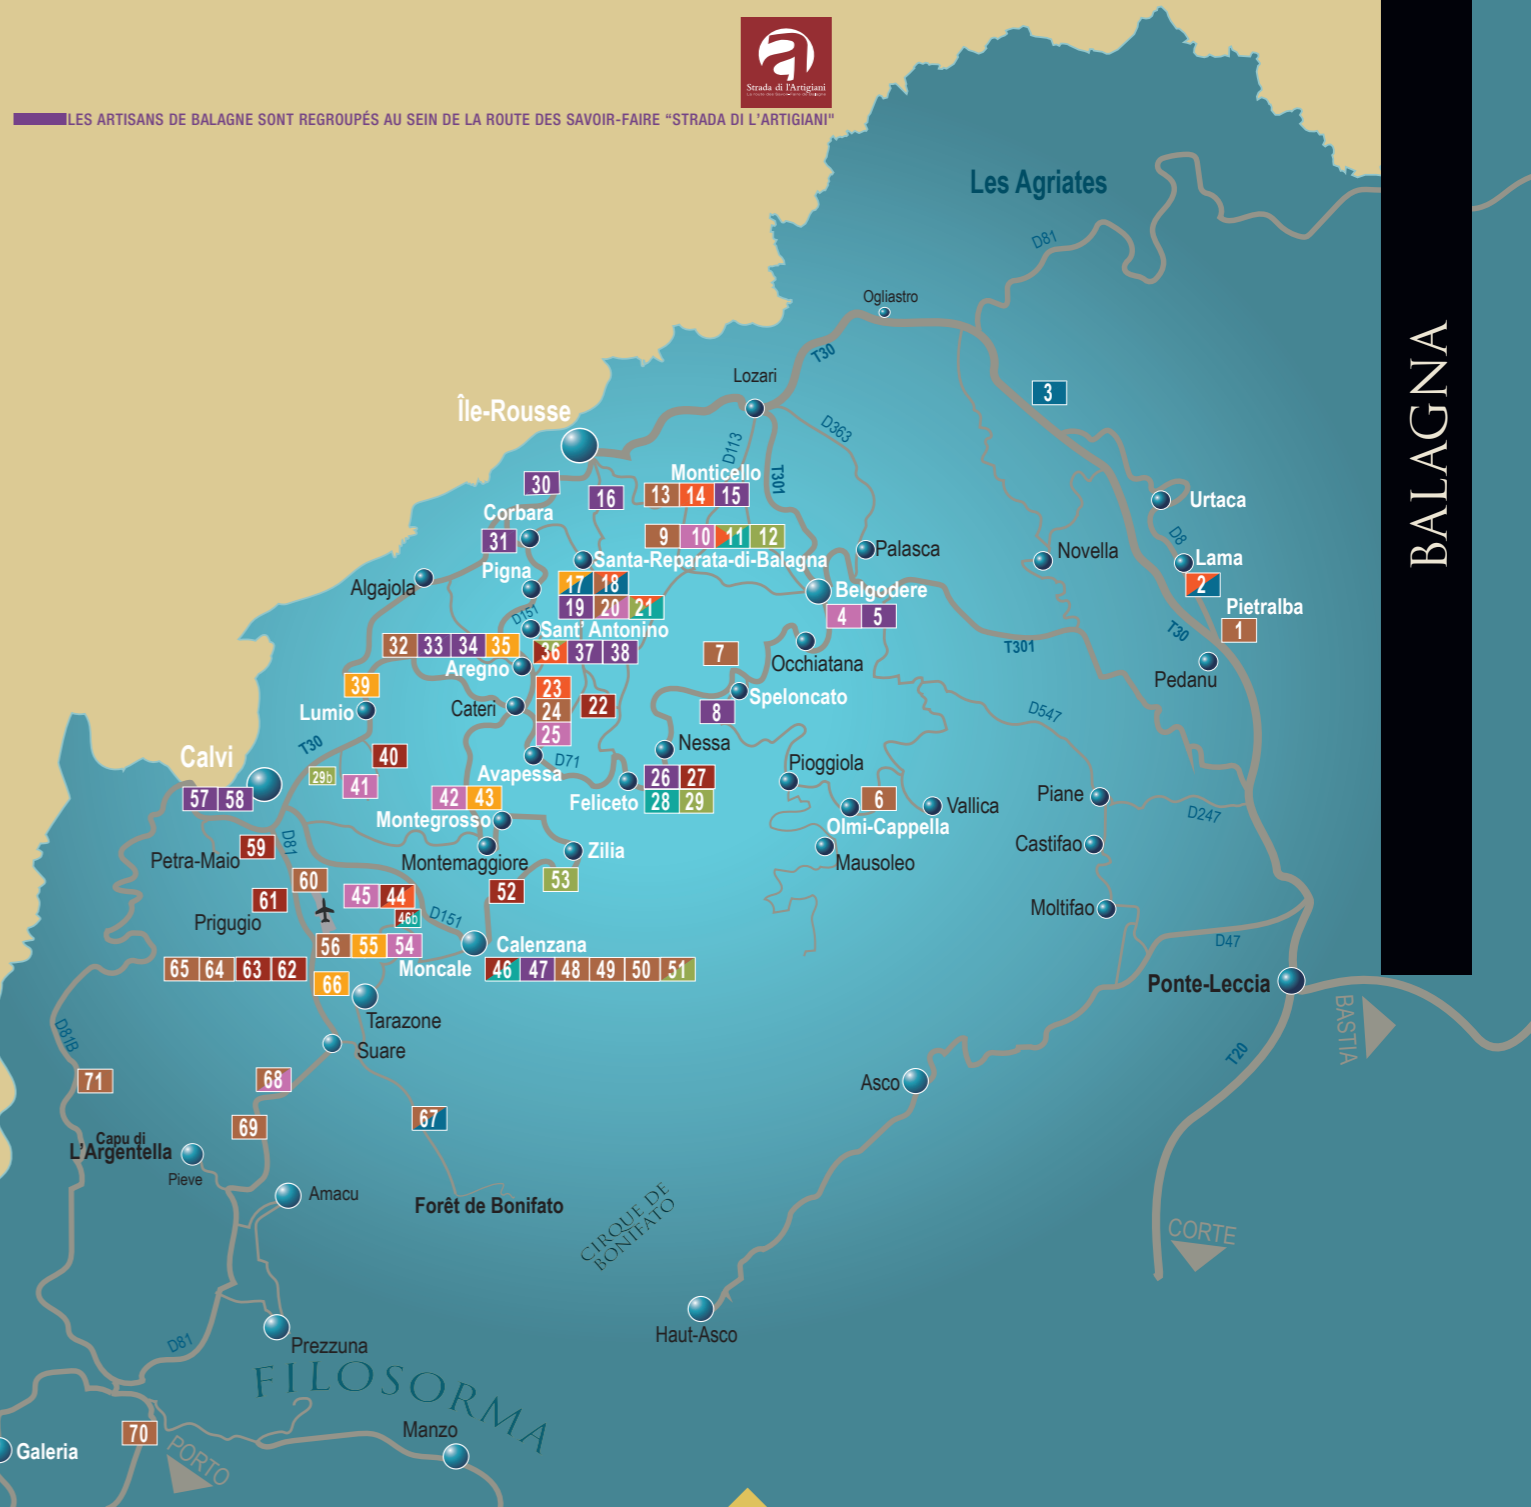 Strada di l'Artigiani
LES ARTISANS DE BALAGNE SONT REGROUPÉS AU SEIN DE LA ROUTE DES SAVOIR-FAIRE “STRADA DI L'ARTIGIANI"
BALAGNA
Les Agriates
D81
Ogliastro
T30
Lozari
3
Île-Rousse
D363
D113
T301
Monticello
30
16
13 14 15
Urtaca
Corbara
D8
31
9 10 11 12
Palasca
Novella
Lama
Santa-Reparata-di-Balagna
Pigna
Algajola
17 18
2
Belgodere
19 20 21
4 5
Pietralba
D151
1
Sant' Antonino
T30
32 33 34 35
36 37 38
7
T301
Aregno
Occhiatana
Pedanu
39
23
Lumio
Cateri
24
22
Speloncato
8
D547
25
T30
Nessa
Calvi
40
D71
Pioggiola
29b
41
Avapessa
26 27
57 58
42 43
Feliceto
28 29
6
Vallica
Piane
D247
Montegrosso
Olmi-Cappella
D81
59
Petra-Maio
Montemaggiore
Zilia
Mausoleo
Castifao
60
53
61
45 44
52
46b
Prigugio
D151
Moltifao
56 55 54
Calenzana
D47
65 64 63 62
Moncale
46 47 48 49 50 51
66
Ponte-Leccia
Tarazone
BASTIA
D81B
Suare
T20
71
68
Asco
69
67
Capu di
L'Argentella
Pieve
Amacu
Forêt de Bonifato
CIRQUE DE
BONIFATO
CORTE
Haut-Asco
D81
Prezzuna
FILOSORMA
70
Manzo
Galeria
PORTO